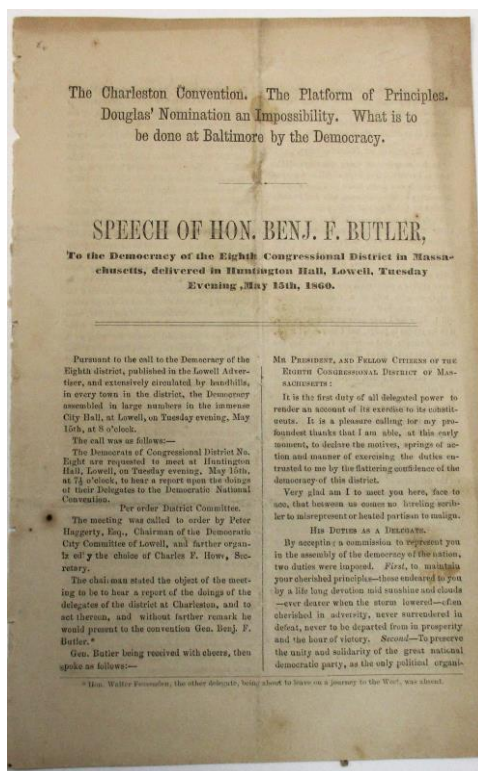 The Charleston Convention. The Platform of Principles.
Douglas' Nomination an Impossibility. What is to
be done at Baltimore by the Democracy.
SPEECH OF HON. BENJ. F. BUTLER,
To the Democracy of the Eighth Congressional District in Massa-
chusetts, delivered in Huntington Hall, Lowell, Tuesday
Evening ,May 15th, 1860.
Pursuant to the call to the Democracy of the
Eighth district, published in the Lowell Adver-
tiser, and extensively circulated by handbills,
in every town in the district, the Democracy
assembled in large numbers in the immense
City Hall, at Lowell, on Tuesday evening, May
15th, at 8 o'clock.
The call was as follows:—
The Democrats of Congressional District No.
Eight are requested to meet at Huntington
Hall, Lowell, on Tuesday evening, May 15th,
at 7½ o'clock, to hear a report upon the doings
of their Delegates to the Democratic National
Convention.
Per order District Committee.
The meeting was called to order by Peter
Haggerty, Esq., Chairman of the Democratic
City Committee of Lowell, and farther organ-
ized by the choice of Charles F. Howe, Sec-
retary.
The chairman stated the object of the meet-
ing to be to hear a report of the doings of the
delegates of the district at Charleston, and to
act thereon, and without farther remark he
would present to the convention Gen. Benj. F.
Butler.*
Gen. Butler being received with cheers, then
spoke as follows:—
MR PRESIDENT, AND FELLOW CITIZENS OF THE
EIGHTH CONGRESSIONAL DISTRICT OF MAS-
SACHUSETTS:
It is the first duty of all delegated power to
render an account of its exercise to its constit-
uents. It is a pleasure calling for my pro-
foundest thanks that I am able, at this early
moment, to declare the motives, springs of ac-
tion and manner of exercising the duties en-
trusted to me by the flattering confidence of the
democracy of this district.
Very glad am I to meet you here, face to
ace, that between us comes no hireling scrib-
ler to misrepresent or heated partisan to malign.
HIS DUTIES AS A DELEGATE.
By accepting a commission to represent you
in the assembly of the democracy of the nation,
two duties were imposed. First, to maintain
your cherished principles—those endeared to you
by a life long devotion mid sunshine and clouds
—ever dearer when the storm lowered—often
cherished in adversity, never surrendered in
defeat, never to be departed from in prosperity
and the hour of victory. Second—To preserve
the unity and solidarity of the great national
democratic party, as the only political organi-
* Hon. Walter Fessenden, the other delegate, being about to leave on a journey to the West, was absent.